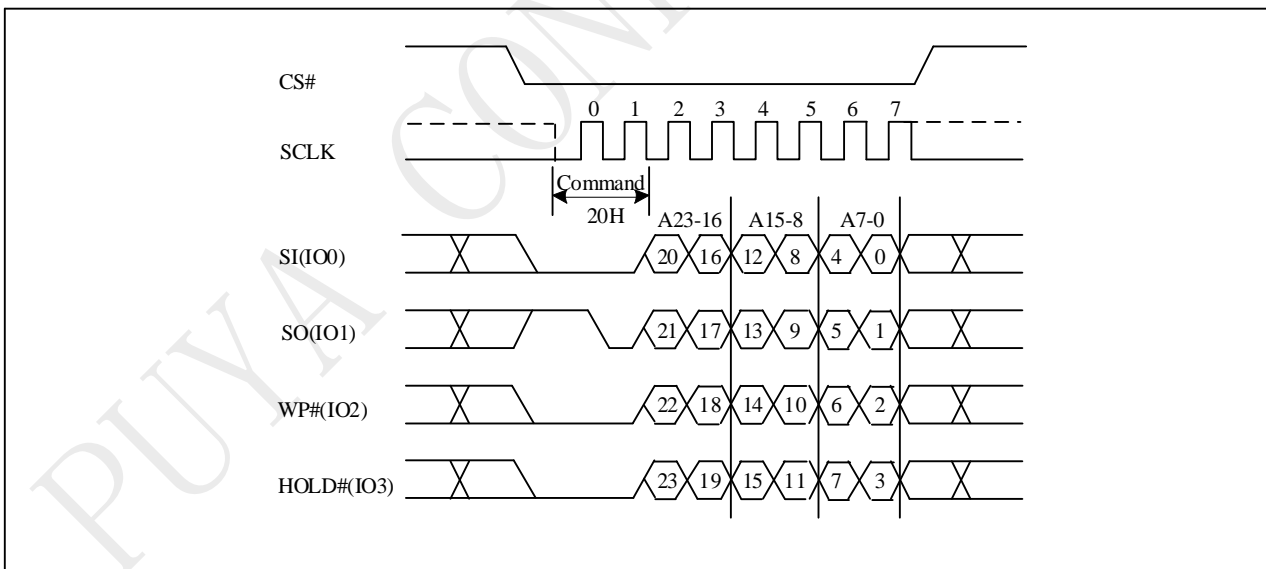 PUYA CON
CS#
0 1 2 3 4 5 6 7
SCLK
Command
20H
A23-16 A15-8 A7-0
SI(IO0) 20 16 12 8 4 0
SO(IO1) 21 17 13 9 5 1
WP#(IO2) 22 18 14 10 6 2
HOLD#(IO3) 23 19 15 11 7 3